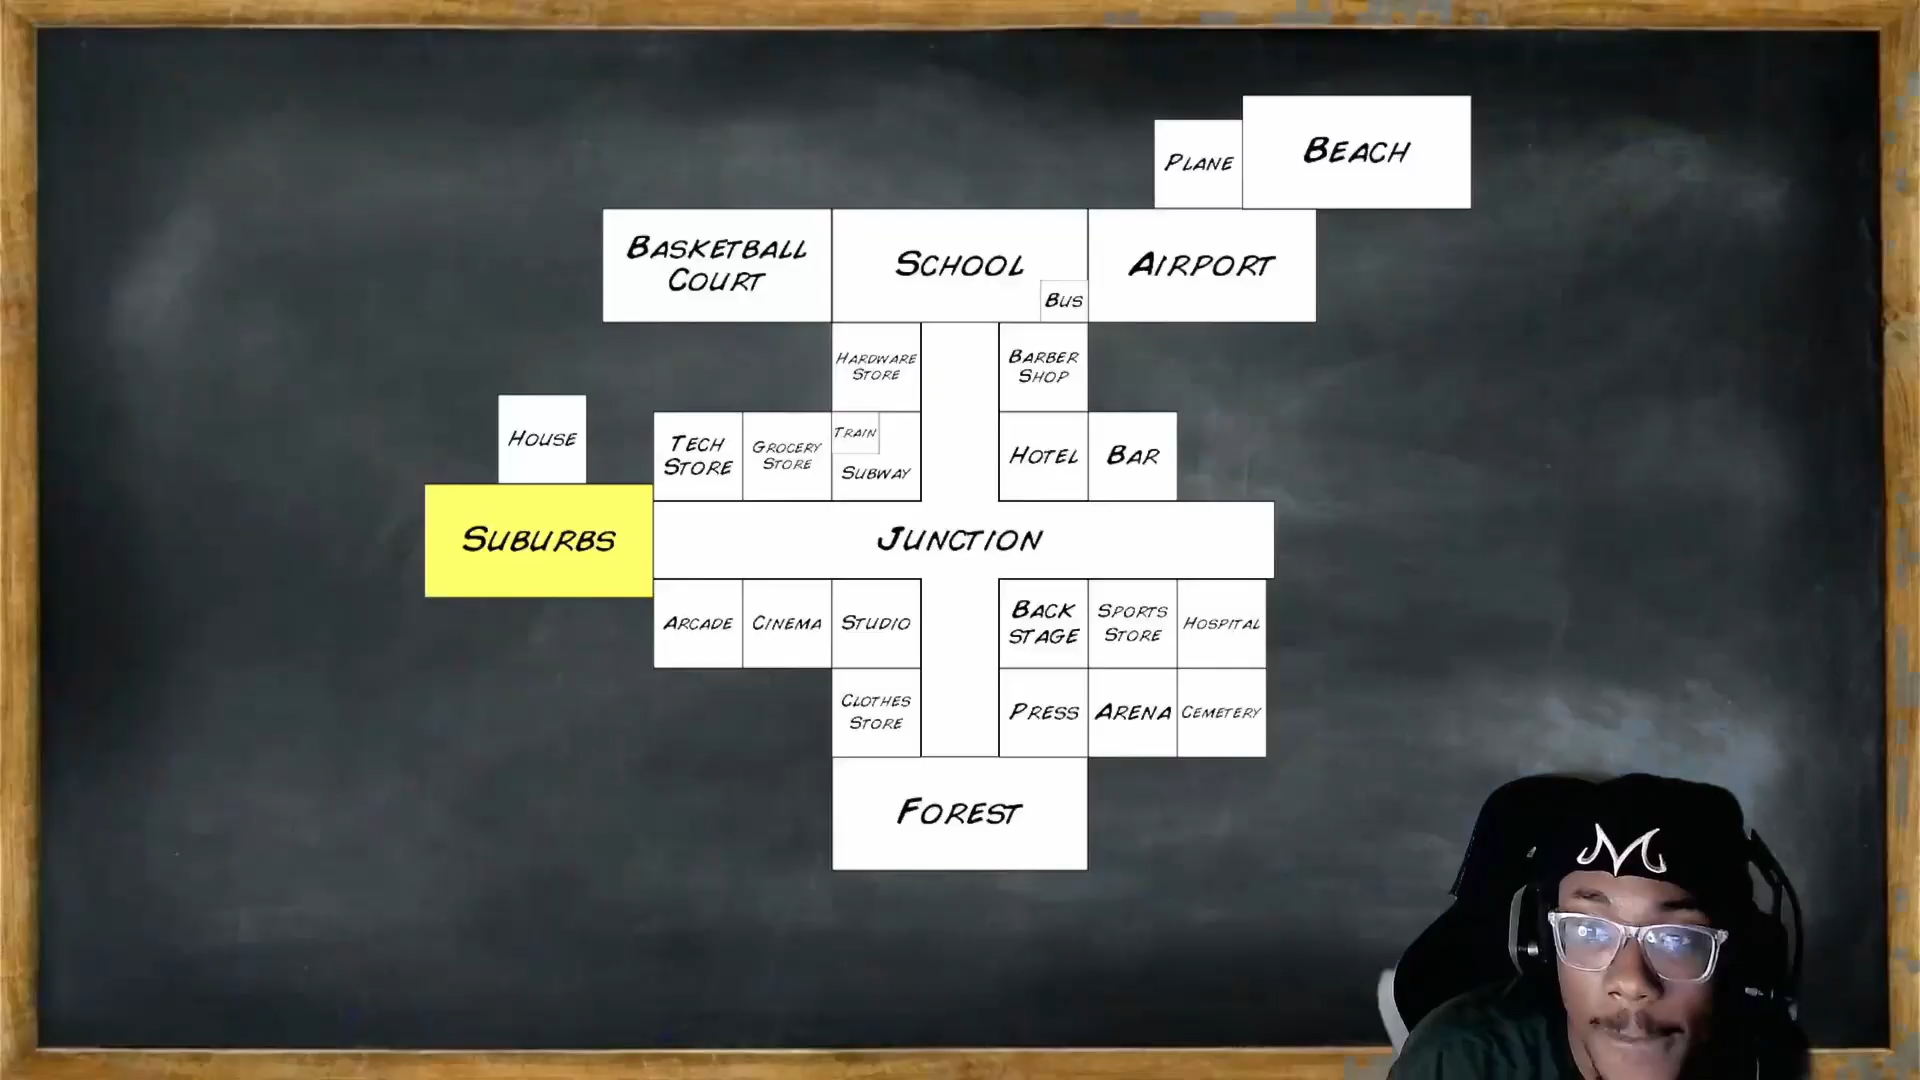 Plane
Beach
Basketball
Court
School
Bus
Airport
Hardware
Store
Barber
Shop
House
Tech
Store
Grocery
Store
Train
Subway
Hotel
Bar
Suburbs
Junction
Arcade
Cinema
Studio
Back
stage
Sports
Store
Hospital
Clothes
Store
Press
Arena
Cemetery
Forest
M